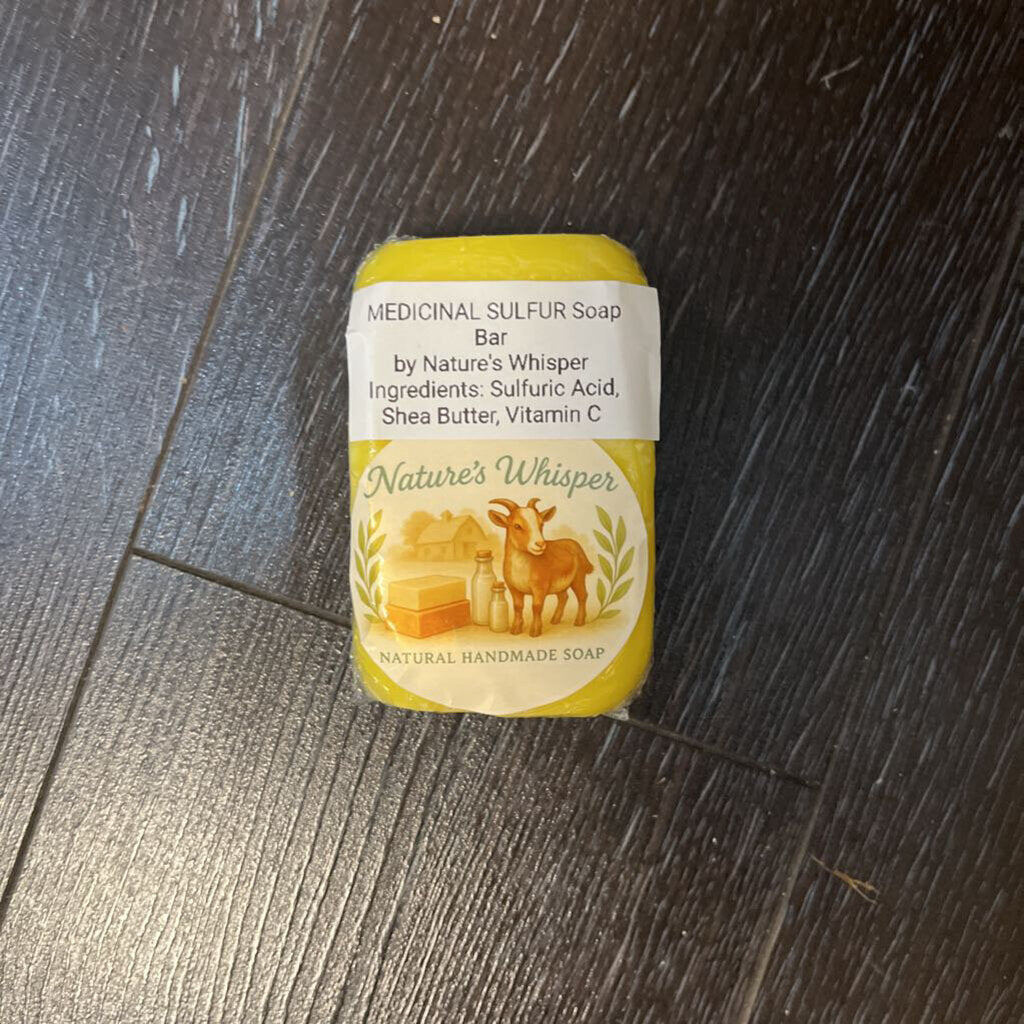 MEDICINAL SULFUR Soap
Bar
by Nature's Whisper
Ingredients: Sulfuric Acid,
Shea Butter, Vitamin C
Nature's Whisper
NATURAL HANDMADE SOAP